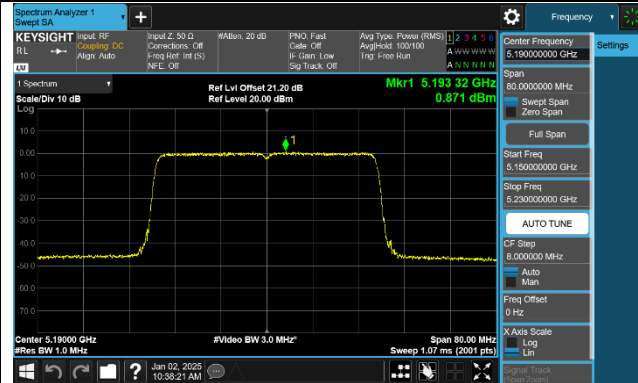 Spectrum Analyzer 1
Swept SA
Frequency
KEYSIGHT
Input: RF
Input Z: 50 Ω
#Atten: 20 dB
PNO: Fast
Avg Type: Power (RMS)
1 2 3 4 5 6
RL
Coupling: DC
Corrections: Off
Gate: Off
Avg|Hold: 100/100
A W W W W W
Align: Auto
Freq Ref: Int (S)
IF Gain: Low
Trig: Free Run
NFE: Off
Sig Track: Off
A N N N N N
LXI
1 Spectrum
Ref Lvl Offset 21.20 dB
Mkr1 5.193 32 GHz
Scale/Div 10 dB
Ref Level 20.00 dBm
0.871 dBm
Log
10.0
0.00
-10.0
-20.0
-30.0
-40.0
-50.0
-60.0
-70.0
1
Center 5.19000 GHz
#Video BW 3.0 MHz*
Span 80.00 MHz
#Res BW 1.0 MHz
Sweep 1.07 ms (2001 pts)
Center Frequency
5.190000000 GHz
Settings
Span
80.0000000 MHz
Swept Span
Zero Span
Full Span
Start Freq
5.150000000 GHz
Stop Freq
5.230000000 GHz
AUTO TUNE
CF Step
8.000000 MHz
Auto
Man
Freq Offset
0 Hz
X Axis Scale
Log
Lin
Signal Track
(Span Zoom)
?
Jan 02, 2025
10:38:21 AM